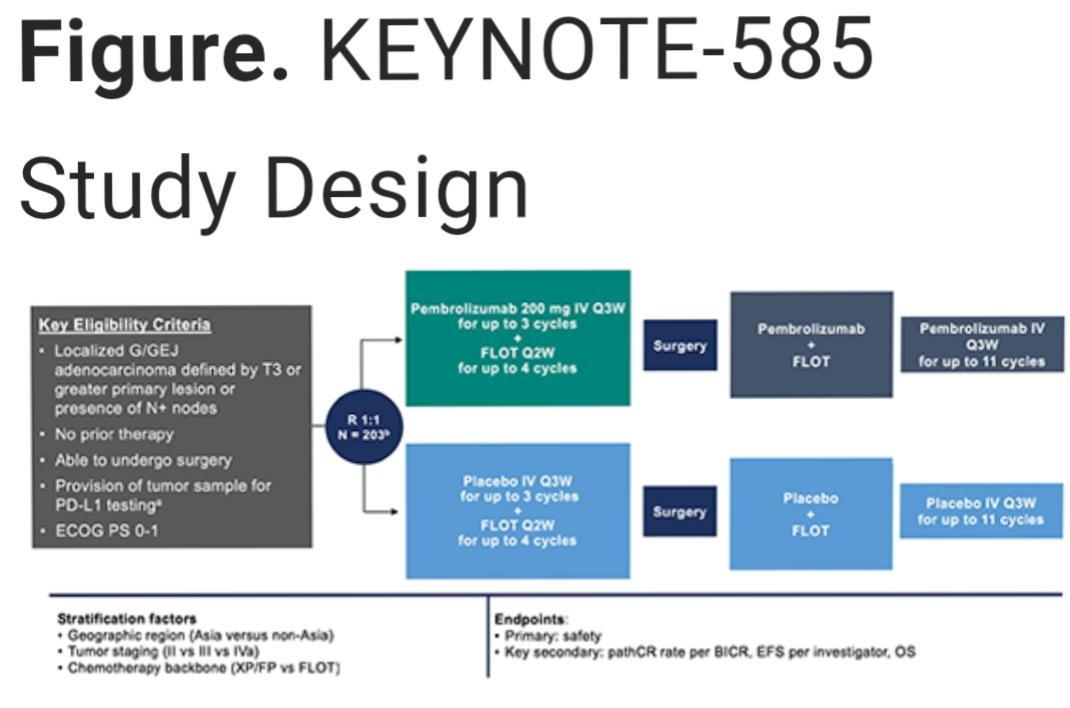 Figure. KEYNOTE-585
Study Design
Key Eligibility Criteria
• Localized G/GEJ
adenocarcinoma defined by T3 or
greater primary lesion or
presence of N+ nodes
• No prior therapy
• Able to undergo surgery
• Provision of tumor sample for
PD-L1 testingᵃ
• ECOG PS 0-1
R 1:1
N = 203ᵇ
Pembrolizumab 200 mg IV Q3W
for up to 3 cycles
+
FLOT Q2W
for up to 4 cycles
Surgery
Pembrolizumab
+
FLOT
Pembrolizumab IV
Q3W
for up to 11 cycles
Placebo IV Q3W
for up to 3 cycles
+
FLOT Q2W
for up to 4 cycles
Surgery
Placebo
+
FLOT
Placebo IV Q3W
for up to 11 cycles
Stratification factors
• Geographic region (Asia versus non-Asia)
• Tumor staging (II vs III vs IVa)
• Chemotherapy backbone (XP/FP vs FLOT)
Endpoints:
• Primary: safety
• Key secondary: pathCR rate per BICR, EFS per investigator, OS